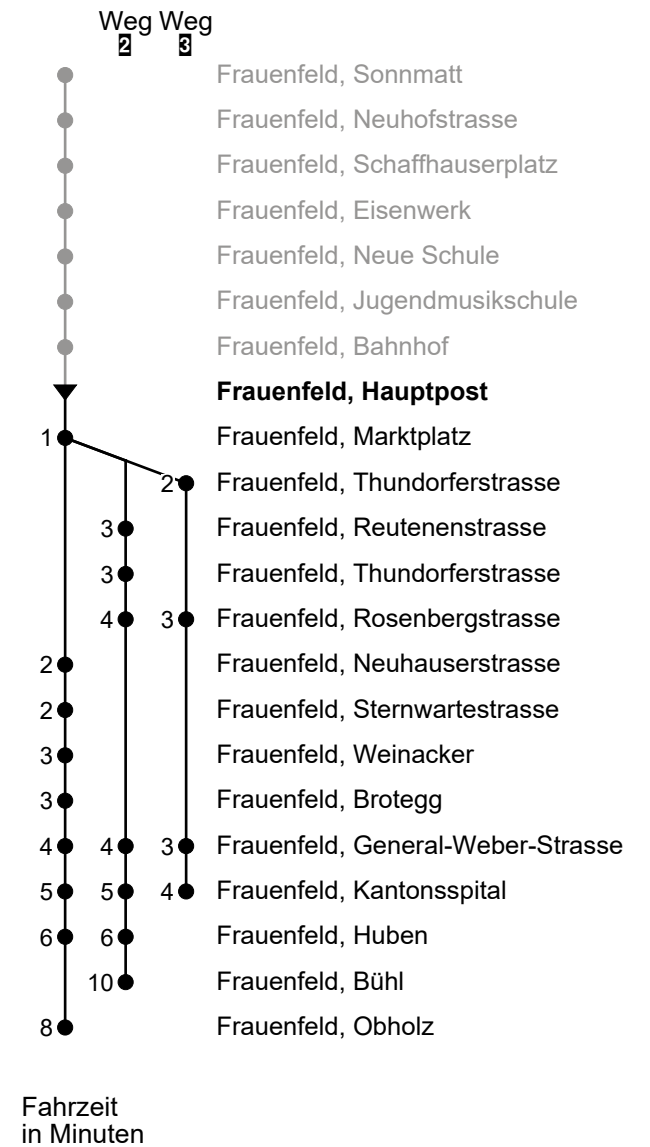 Weg Weg
2 3
Frauenfeld, Sonnmatt
Frauenfeld, Neuhofstrasse
Frauenfeld, Schaffhauserplatz
Frauenfeld, Eisenwerk
Frauenfeld, Neue Schule
Frauenfeld, Jugendmusikschule
Frauenfeld, Bahnhof
Frauenfeld, Hauptpost
1 Frauenfeld, Marktplatz
2 Frauenfeld, Thundorferstrasse
3 Frauenfeld, Reutenenstrasse
3 Frauenfeld, Thundorferstrasse
4 3 Frauenfeld, Rosenbergstrasse
2 Frauenfeld, Neuhauserstrasse
2 Frauenfeld, Sternwartestrasse
3 Frauenfeld, Weinacker
3 Frauenfeld, Brotegg
4 4 3 Frauenfeld, General-Weber-Strasse
5 5 4 Frauenfeld, Kantonsspital
6 6 Frauenfeld, Huben
10 Frauenfeld, Bühl
8 Frauenfeld, Obholz
Fahrzeit
in Minuten